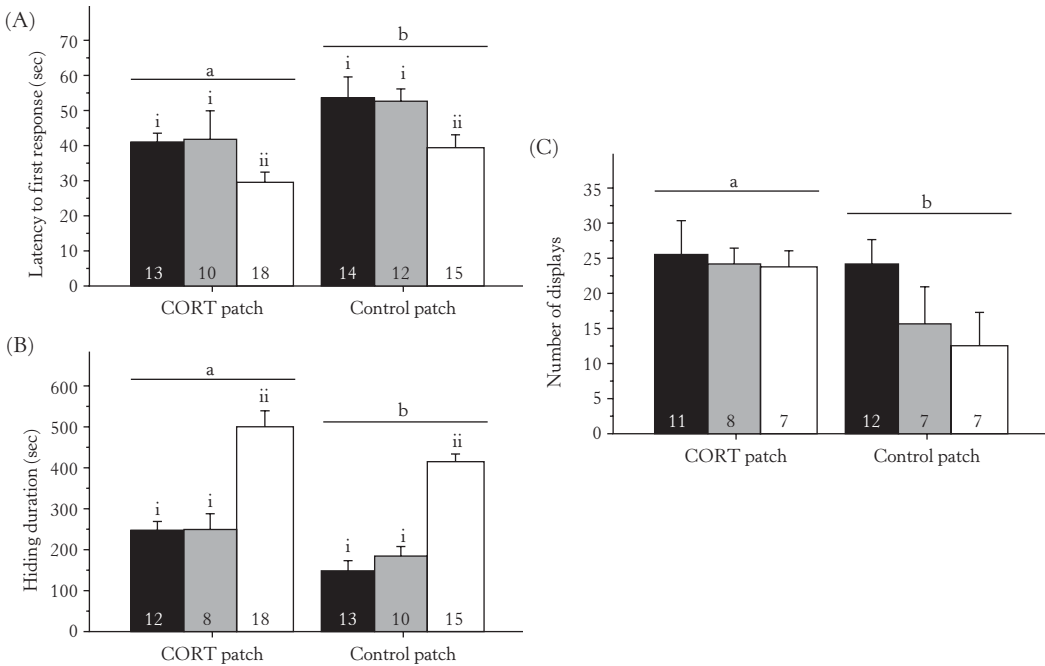 (A)
Latency to first response (sec)
70
60
50
40
30
20
10
0
a
b
i
i
ii
i
i
ii
13
10
18
14
12
15
CORT patch
Control patch
(B)
Hiding duration (sec)
600
500
400
300
200
100
0
a
b
i
i
ii
i
i
ii
12
8
18
13
10
15
CORT patch
Control patch
(C)
Number of displays
35
30
25
20
15
10
5
0
a
b
11
8
7
12
7
7
CORT patch
Control patch